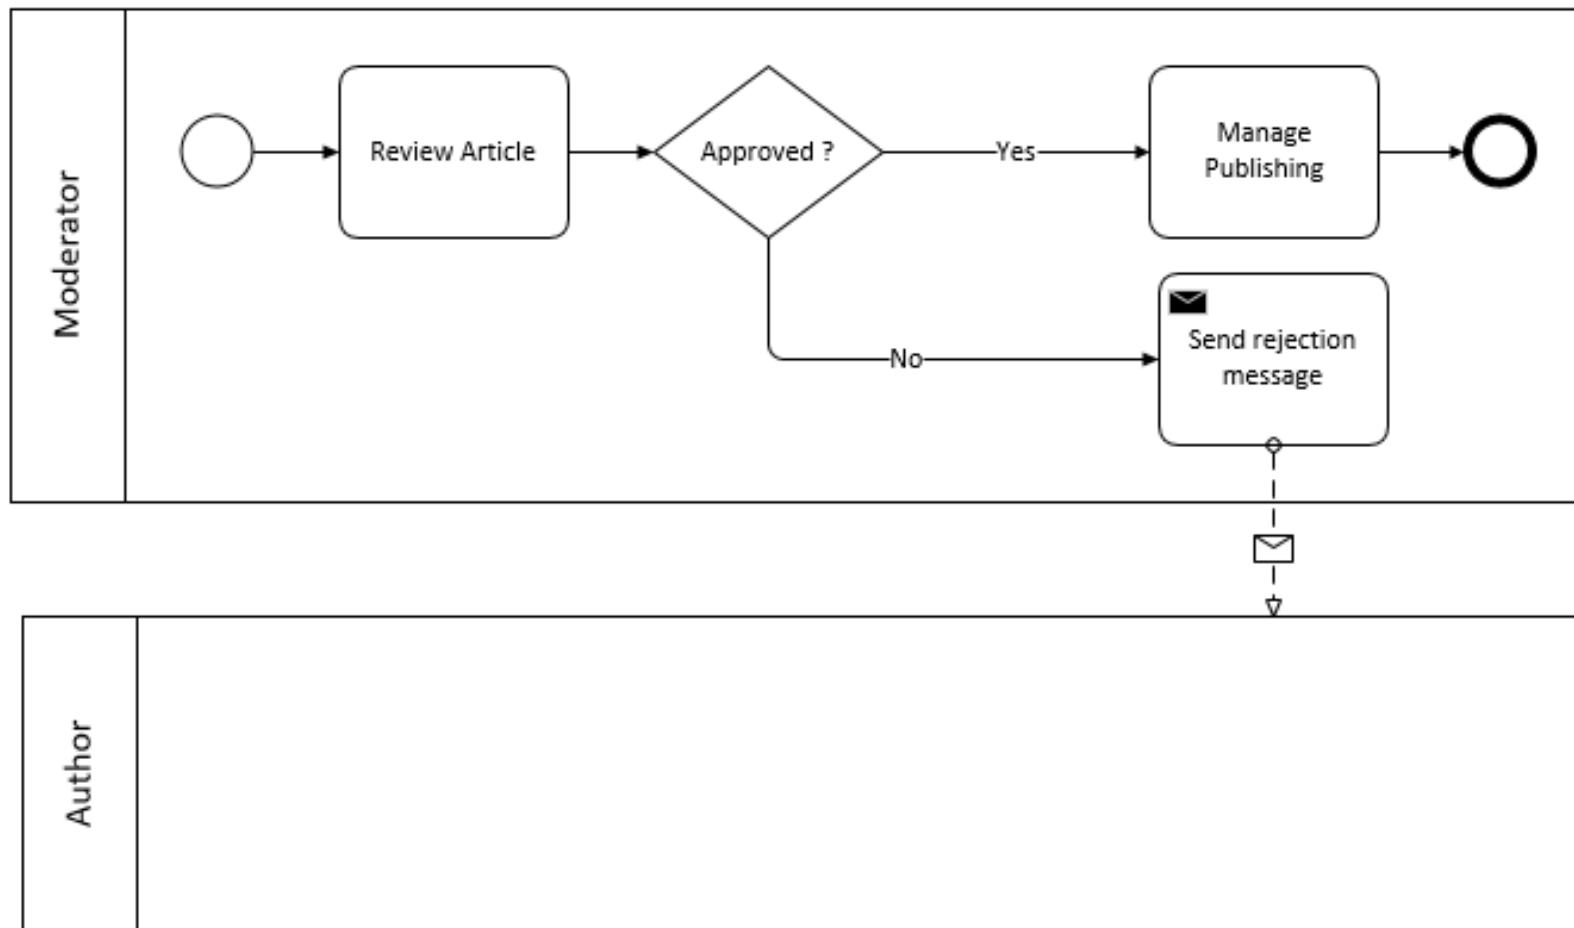 Moderator
Review Article
Approved ?
Yes
Manage
Publishing
No
Send rejection
message
Author